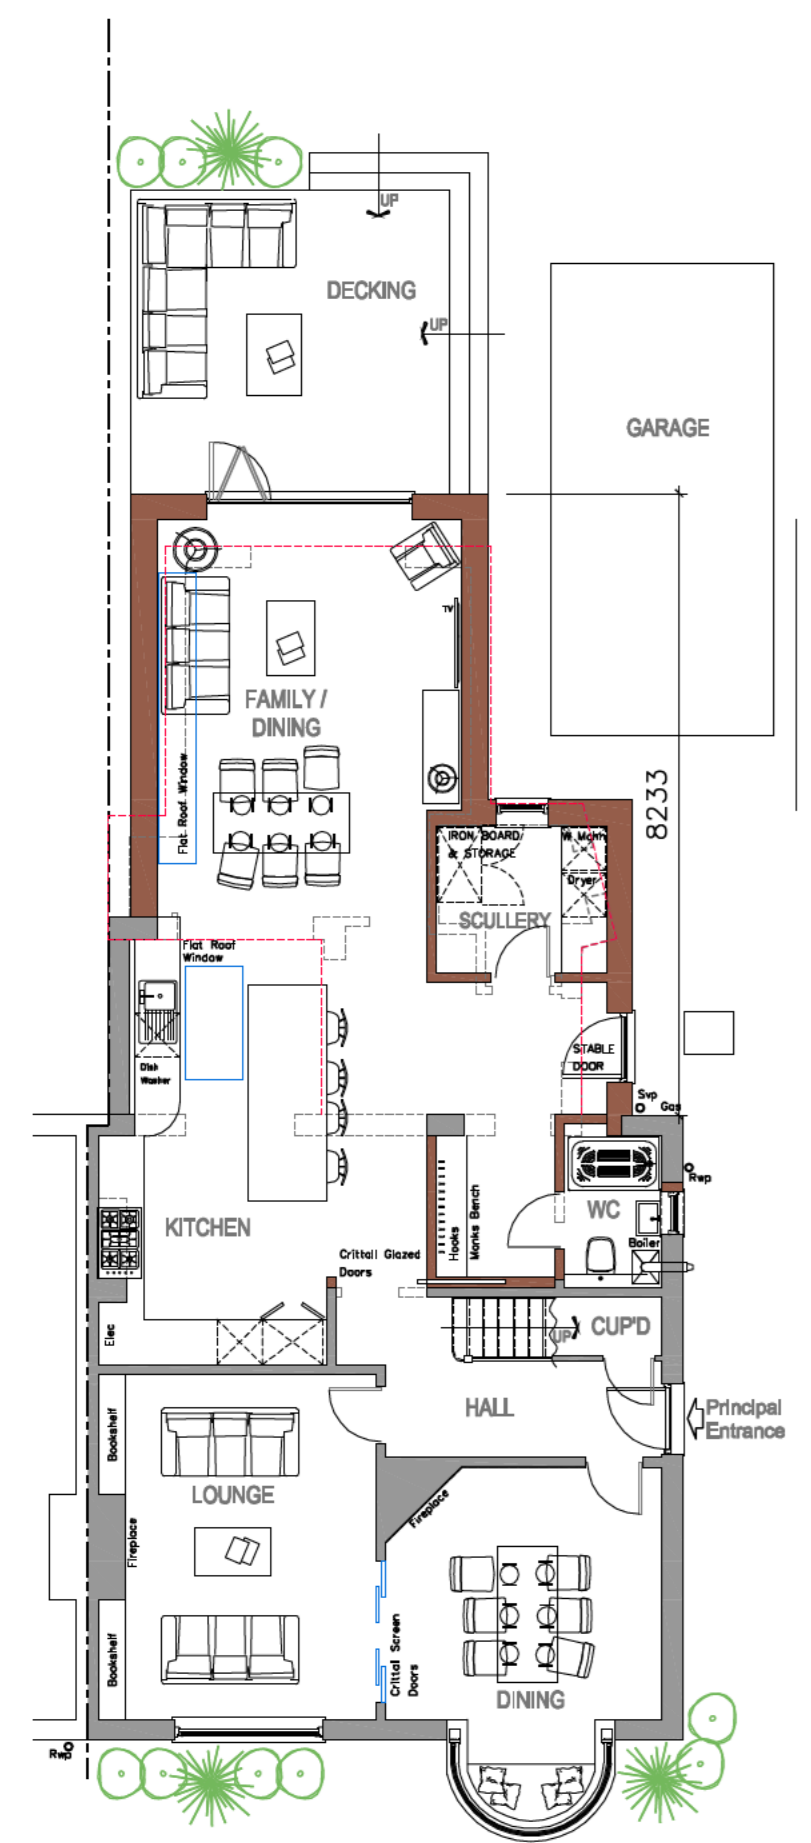 UP
DECKING
UP
GARAGE
TV
FAMILY /
DINING
Flat Roof Window
8233
IRON BOARD/
& STORAGE
W.Mchn
Dryer
SCULLERY
Flat Roof
Window
Dish
Washer
STABLE
DOOR
Svp
Gas
Rwp
WC
Boiler
KITCHEN
Hooks
Monks Bench
Crittall Glazed
Doors
Elec
UP
CUP'D
HALL
Principal
Entrance
Bookshelf
LOUNGE
Fireplace
Fireplace
Bookshelf
Crittal Screen
Doors
DINING
Rwp